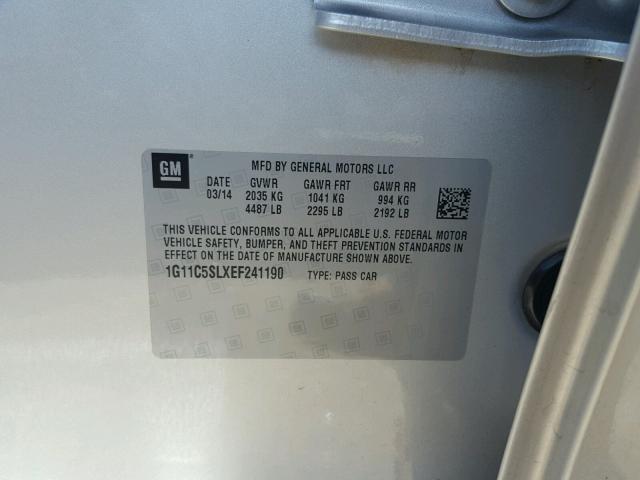 GM
MFD BY GENERAL MOTORS LLC
DATE GVWR GAWR FRT GAWR RR
03/14 2035 KG 1041 KG 994 KG
4487 LB 2295 LB 2192 LB
THIS VEHICLE CONFORMS TO ALL APPLICABLE U.S. FEDERAL MOTOR
VEHICLE SAFETY, BUMPER, AND THEFT PREVENTION STANDARDS IN
EFFECT ON THE DATE OF MANUFACTURE SHOWN ABOVE.
1G11C5SLXEF241190 TYPE: PASS CAR